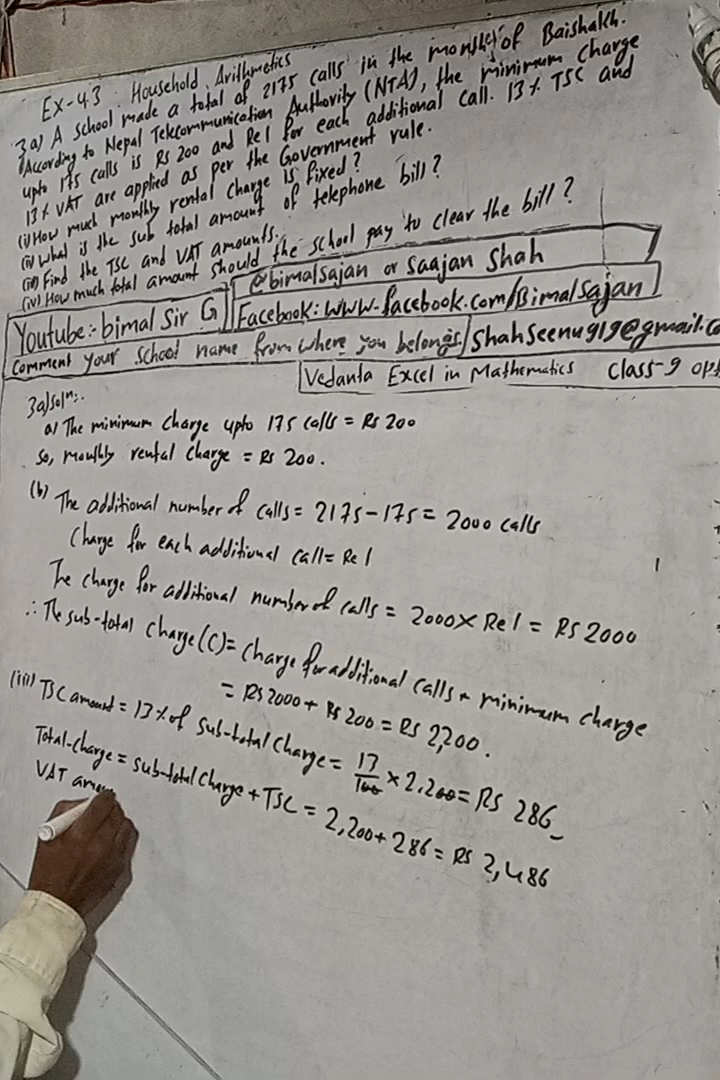 Ex-4.3 Household Arithmetics
3a) A school made a total of 2175 calls in the month of Baishakh.
According to Nepal Telecommunication Authority (NTA), the minimum charge
upto 175 calls is Rs 200 and Re 1 for each additional call. 13% TSC and
13% VAT are applied as per the Government rule.
(i) How much monthly rental charge is fixed?
(ii) What is the sub total amount of telephone bill?
(iii) Find the TSC and VAT amounts.
(iv) How much total amount should the school pay to clear the bill?
Youtube:- bimal Sir G
@bimalsajan or Saajan Shah
Facebook: www.facebook.com/Bimalsajan
Comment your school name from where you belongs/
shahseenu919@gmail.co
Vedanta Excel in Mathematics Class-9 opt
3a)soln:-
a) The minimum charge upto 175 calls = Rs 200
So, monthly rental charge = Rs 200.
(b) The additional number of calls = 2175-175 = 2000 calls
Charge for each additional call = Re 1
The charge for additional number of calls = 2000 × Re 1 = Rs 2000
∴ The sub-total charge (C) = charge for additional calls + minimum charge
= Rs 2000 + Rs 200 = Rs 2,200.
(iii) TSC amount = 13% of sub-total charge = 13/100 × 2,200 = Rs 286
Total-charge = sub-total charge + TSC = 2,200 + 286 = Rs 2,486
VAT amou